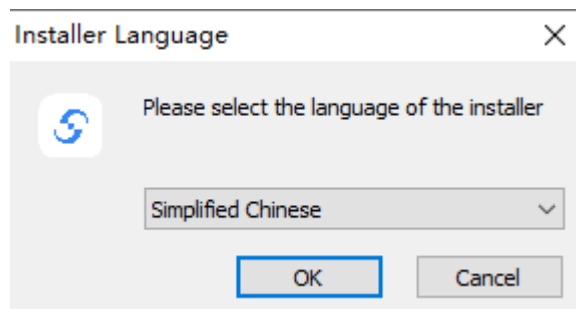 Installer Language
Please select the language of the installer
Simplified Chinese
OK
Cancel